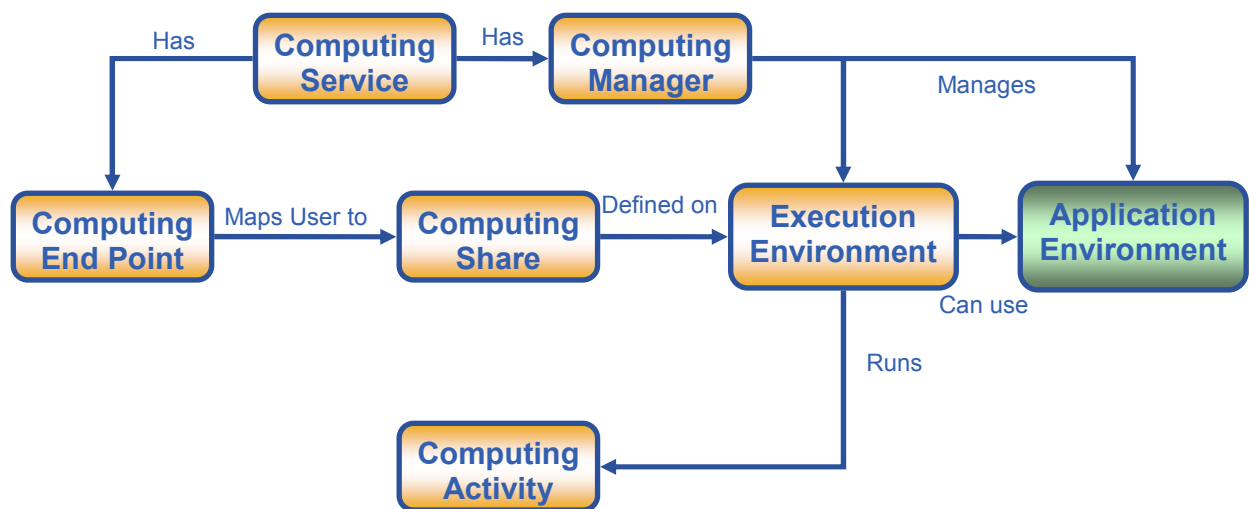 Has
Computing
Service
Has
Computing
Manager
Manages
Computing
End Point
Maps User to
Computing
Share
Defined on
Execution
Environment
Can use
Application
Environment
Runs
Computing
Activity